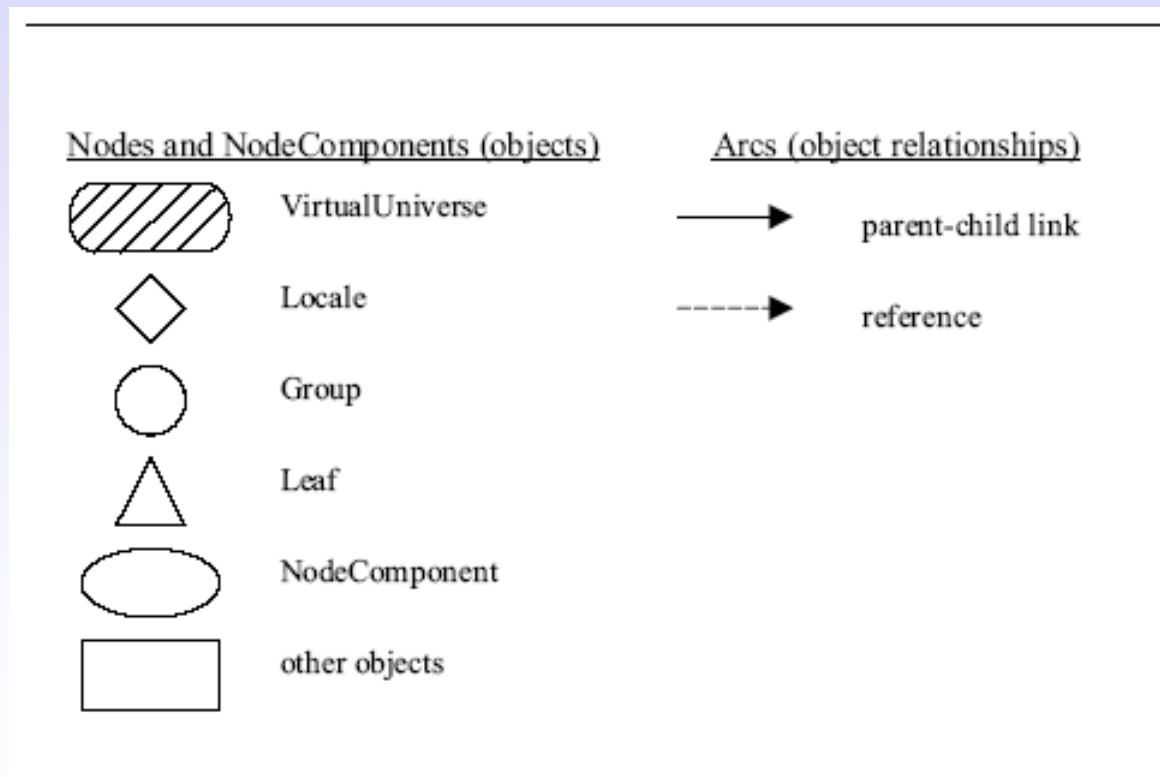 Nodes and NodeComponents (objects)
VirtualUniverse
Locale
Group
Leaf
NodeComponent
other objects
Arcs (object relationships)
parent-child link
reference